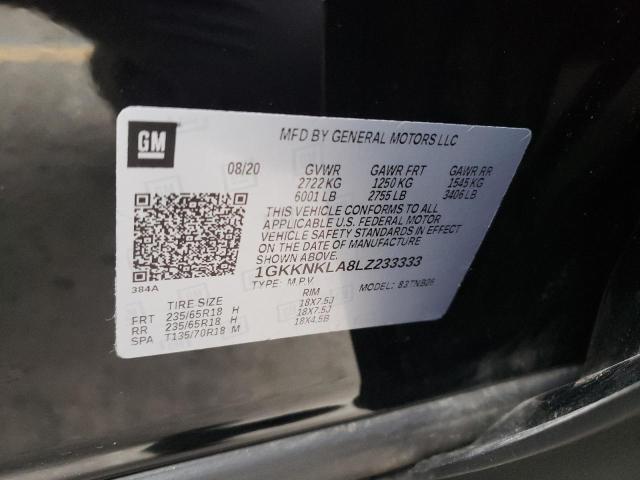 GM
MFD BY GENERAL MOTORS LLC
08/20 GVWR GAWR FRT GAWR RR
2722 KG 1250 KG 1545 KG
6001 LB 2755 LB 3406 LB
THIS VEHICLE CONFORMS TO ALL
APPLICABLE U.S. FEDERAL MOTOR
VEHICLE SAFETY STANDARDS IN EFFECT
ON THE DATE OF MANUFACTURE
1GKKNKLA8LZ233333
TYPE: M.P.V. MODEL: 83TNB26
384A
TIRE SIZE RIM
FRT 235/65R18 H 18X7.5J
RR 235/65R18 H 18X7.5J
SPA T135/70R18 M 18X4.5B